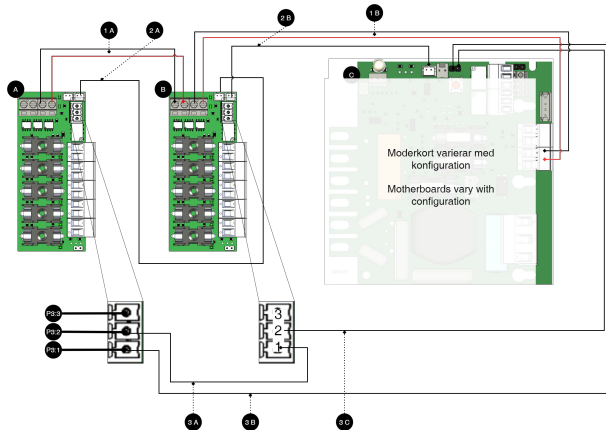 1 A
2 A
2 B
1 B
A
B
C
Moderkort varierar med
konfiguration
Motherboards vary with
configuration
P3:3
P3:2
P3:1
3
2
1
3 A
3 B
3 C